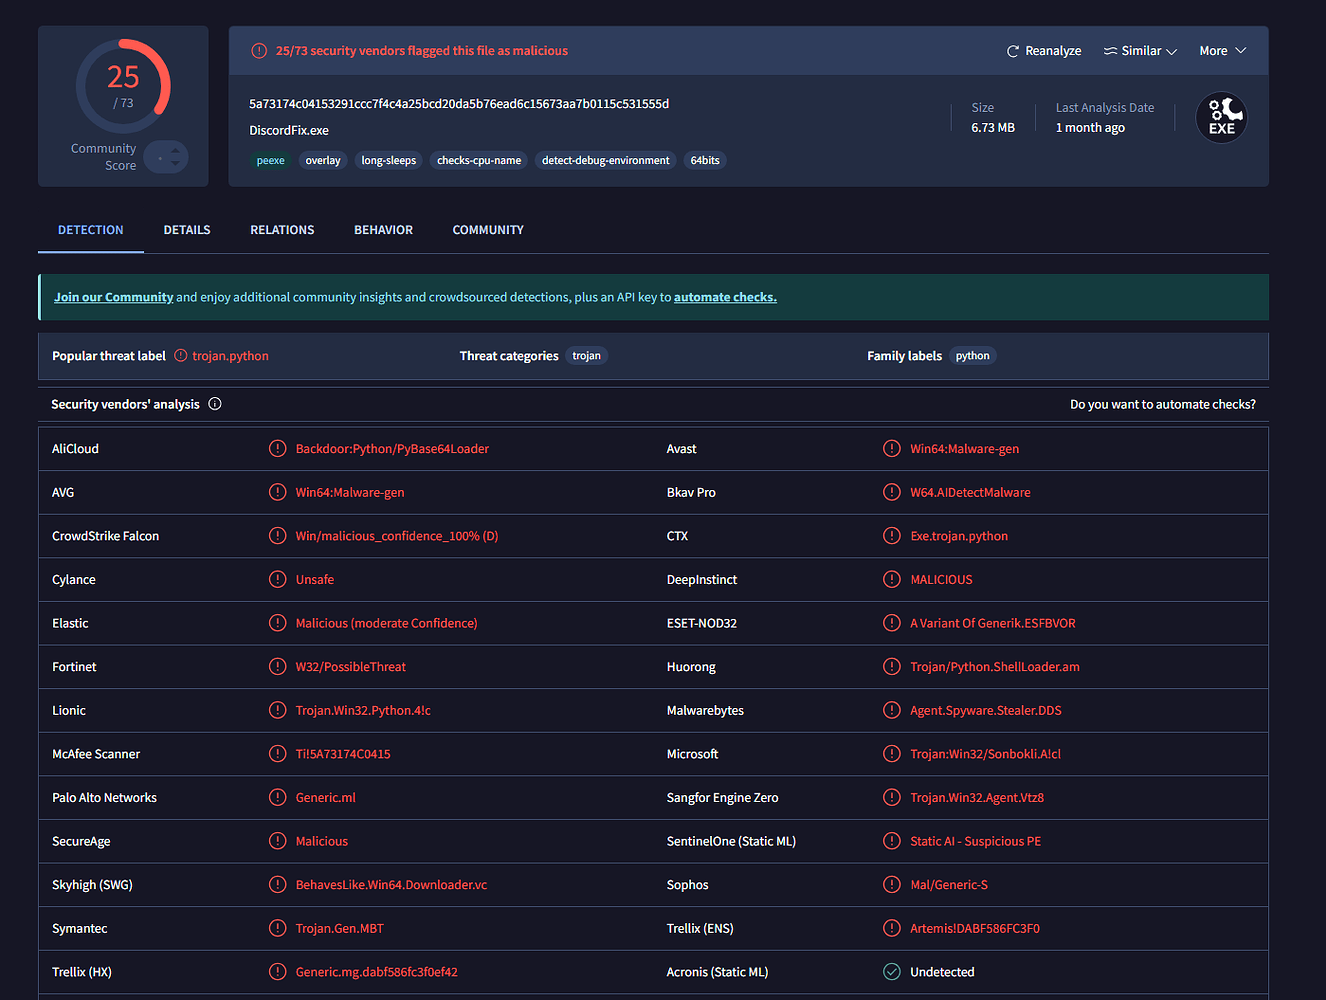 25
/ 73
Community
Score
25/73 security vendors flagged this file as malicious
Reanalyze
Similar
More
5a73174c04153291ccc7f4c4a25bcd20da5b76ead6c15673aa7b0115c531555d
DiscordFix.exe
Size
6.73 MB
Last Analysis Date
1 month ago
EXE
peexe
overlay
long-sleeps
checks-cpu-name
detect-debug-environment
64bits
DETECTION
DETAILS
RELATIONS
BEHAVIOR
COMMUNITY
Join our Community and enjoy additional community insights and crowdsourced detections, plus an API key to automate checks.
Popular threat label trojan.python
Threat categories trojan
Family labels python
Security vendors' analysis
Do you want to automate checks?
AliCloud Backdoor:Python/PyBase64Loader
Avast Win64:Malware-gen
AVG Win64:Malware-gen
Bkav Pro W64.AIDetectMalware
CrowdStrike Falcon Win/malicious_confidence_100% (D)
CTX Exe.trojan.python
Cylance Unsafe
DeepInstinct MALICIOUS
Elastic Malicious (moderate Confidence)
ESET-NOD32 A Variant Of Generik.ESFBVOR
Fortinet W32/PossibleThreat
Huorong Trojan/Python.ShellLoader.am
Lionic Trojan.Win32.Python.4!c
Malwarebytes Agent.Spyware.Stealer.DDS
McAfee Scanner Ti!5A73174C0415
Microsoft Trojan:Win32/Sonbokli.A!cl
Palo Alto Networks Generic.ml
Sangfor Engine Zero Trojan.Win32.Agent.Vtz8
SecureAge Malicious
SentinelOne (Static ML) Static AI - Suspicious PE
Skyhigh (SWG) BehavesLike.Win64.Downloader.vc
Sophos Mal/Generic-S
Symantec Trojan.Gen.MBT
Trellix (ENS) Artemis!DABF586FC3F0
Trellix (HX) Generic.mg.dabf586fc3f0ef42
Acronis (Static ML) Undetected